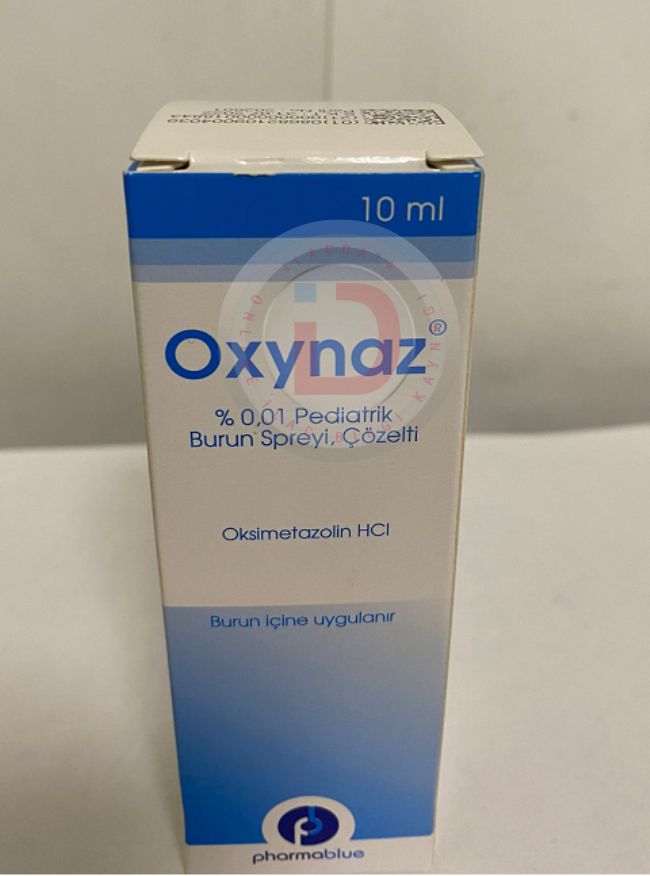 10 ml
Oxynaz®
% 0,01 Pediatrik
Burun Spreyi, Çözelti
Oksimetazolin HCl
Burun içine uygulanır
pharmablue